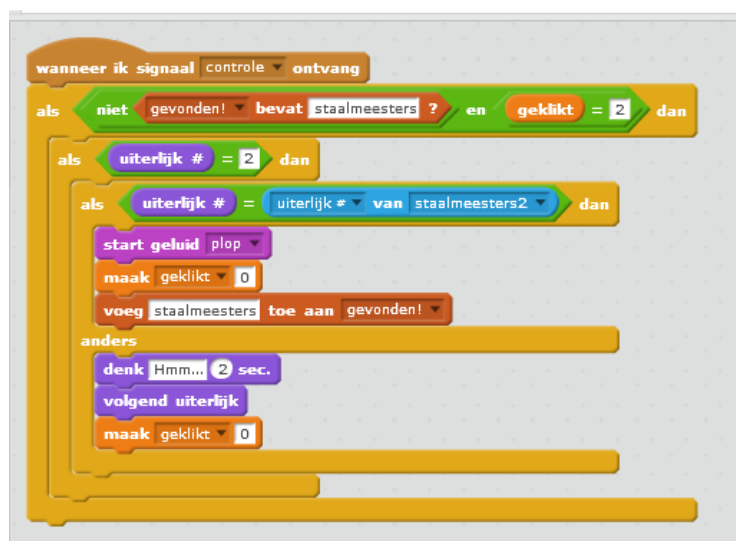 wanneer ik signaal controle ontvang
als niet gevonden! bevat staalmeesters ? en geklikt = 2 dan
als uiterlijk # = 2 dan
als uiterlijk # = uiterlijk # van staalmeesters2 dan
start geluid plop
maak geklikt 0
voeg staalmeesters toe aan gevonden!
anders
denk Hmm... 2 sec.
volgend uiterlijk
maak geklikt 0